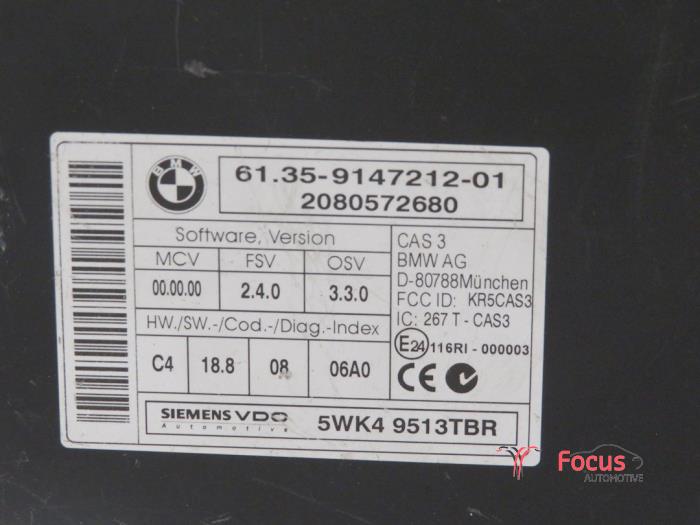 BMW
61.35-9147212-01
2080572680
Software, Version
MCV FSV OSV
00.00.00 2.4.0 3.3.0
HW./SW.-/Cod.-/Diag.-Index
C4 18.8 08 06A0
CAS 3
BMW AG
D-80788München
FCC ID: KR5CAS3
IC: 267 T - CAS3
E24 116RI - 000003
CE
SIEMENS VDO
Automotive
5WK4 9513TBR
Focus
AUTOMOTIVE